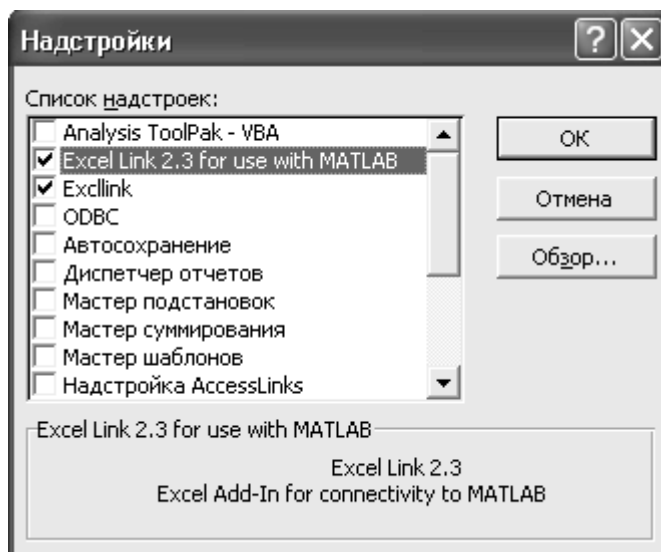 Надстройки
Список надстроек:
Analysis ToolPak - VBA
Excel Link 2.3 for use with MATLAB
Excllink
ODBC
Автосохранение
Диспетчер отчетов
Мастер подстановок
Мастер суммирования
Мастер шаблонов
Надстройка AccessLinks
ОК
Отмена
Обзор...
Excel Link 2.3 for use with MATLAB
Excel Link 2.3
Excel Add-In for connectivity to MATLAB